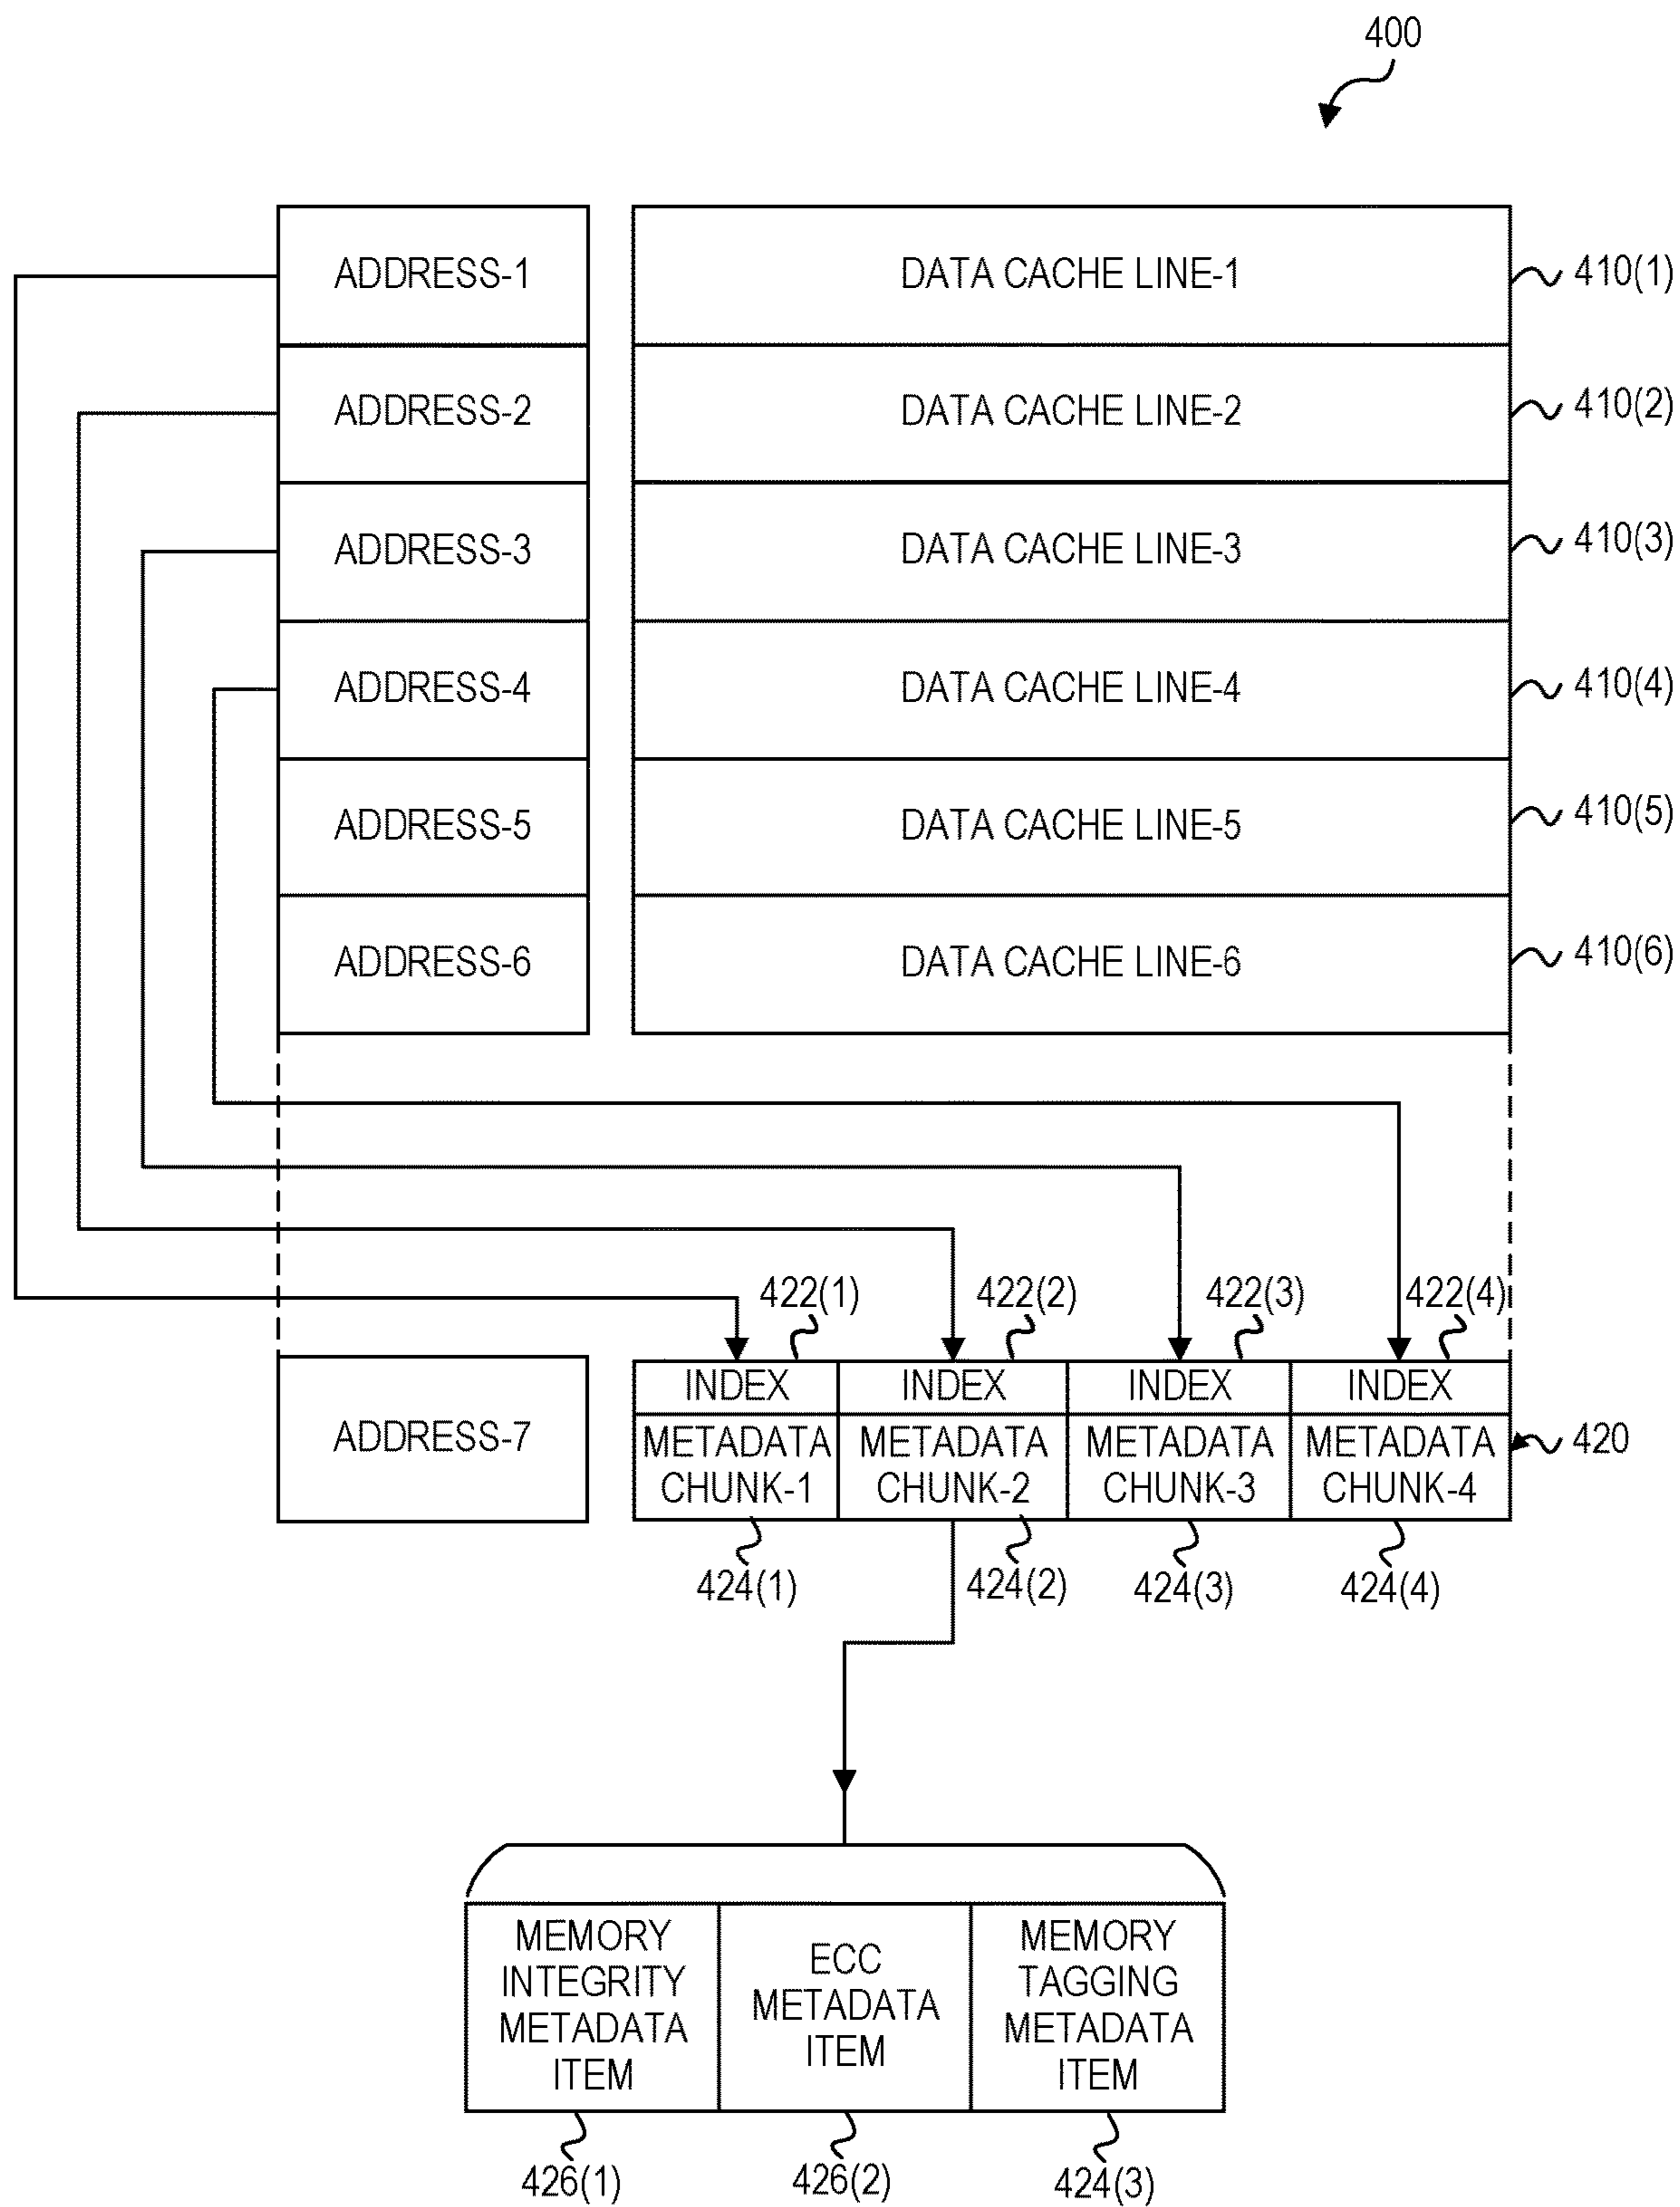 400
ADDRESS-1
DATA CACHE LINE-1
410(1)
ADDRESS-2
DATA CACHE LINE-2
410(2)
ADDRESS-3
DATA CACHE LINE-3
410(3)
ADDRESS-4
DATA CACHE LINE-4
410(4)
ADDRESS-5
DATA CACHE LINE-5
410(5)
ADDRESS-6
DATA CACHE LINE-6
410(6)
422(1)
422(2)
422(3)
422(4)
ADDRESS-7
INDEX
INDEX
INDEX
INDEX
METADATA
CHUNK-1
METADATA
CHUNK-2
METADATA
CHUNK-3
METADATA
CHUNK-4
420
424(1)
424(2)
424(3)
424(4)
MEMORY
INTEGRITY
METADATA
ITEM
ECC
METADATA
ITEM
MEMORY
TAGGING
METADATA
ITEM
426(1)
426(2)
424(3)